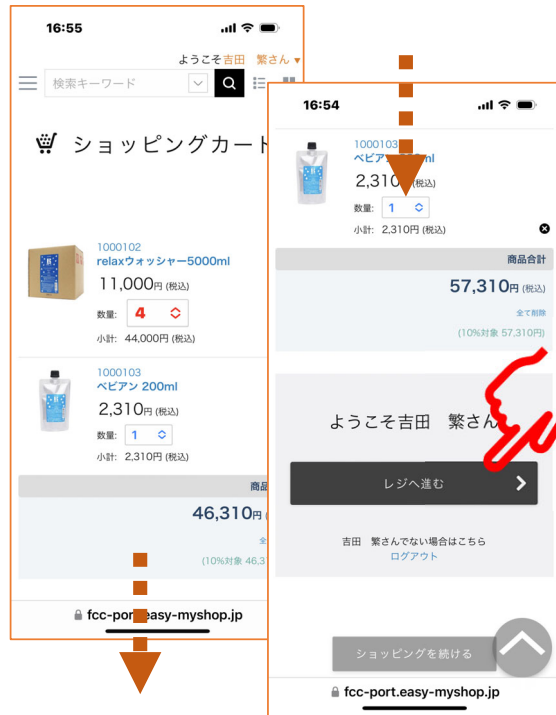 16:55
ようこそ吉田　繁さん ▼
検索キーワード
ショッピングカート
1000102
relaxウォッシャー5000ml
11,000円 (税込)
数量: 4
小計: 44,000円 (税込)
1000103
ベビアン 200ml
2,310円 (税込)
数量: 1
小計: 2,310円 (税込)
商品
46,310円
全
(10%対象 46,3
fcc-port.easy-myshop.jp
16:54
1000103
2,310円 (税込)
数量: 1
小計: 2,310円 (税込)
商品合計
57,310円 (税込)
全て削除
(10%対象 57,310円)
ようこそ吉田　繁さん
レジへ進む
吉田　繁さんでない場合はこちら
ログアウト
ショッピングを続ける
fcc-port.easy-myshop.jp